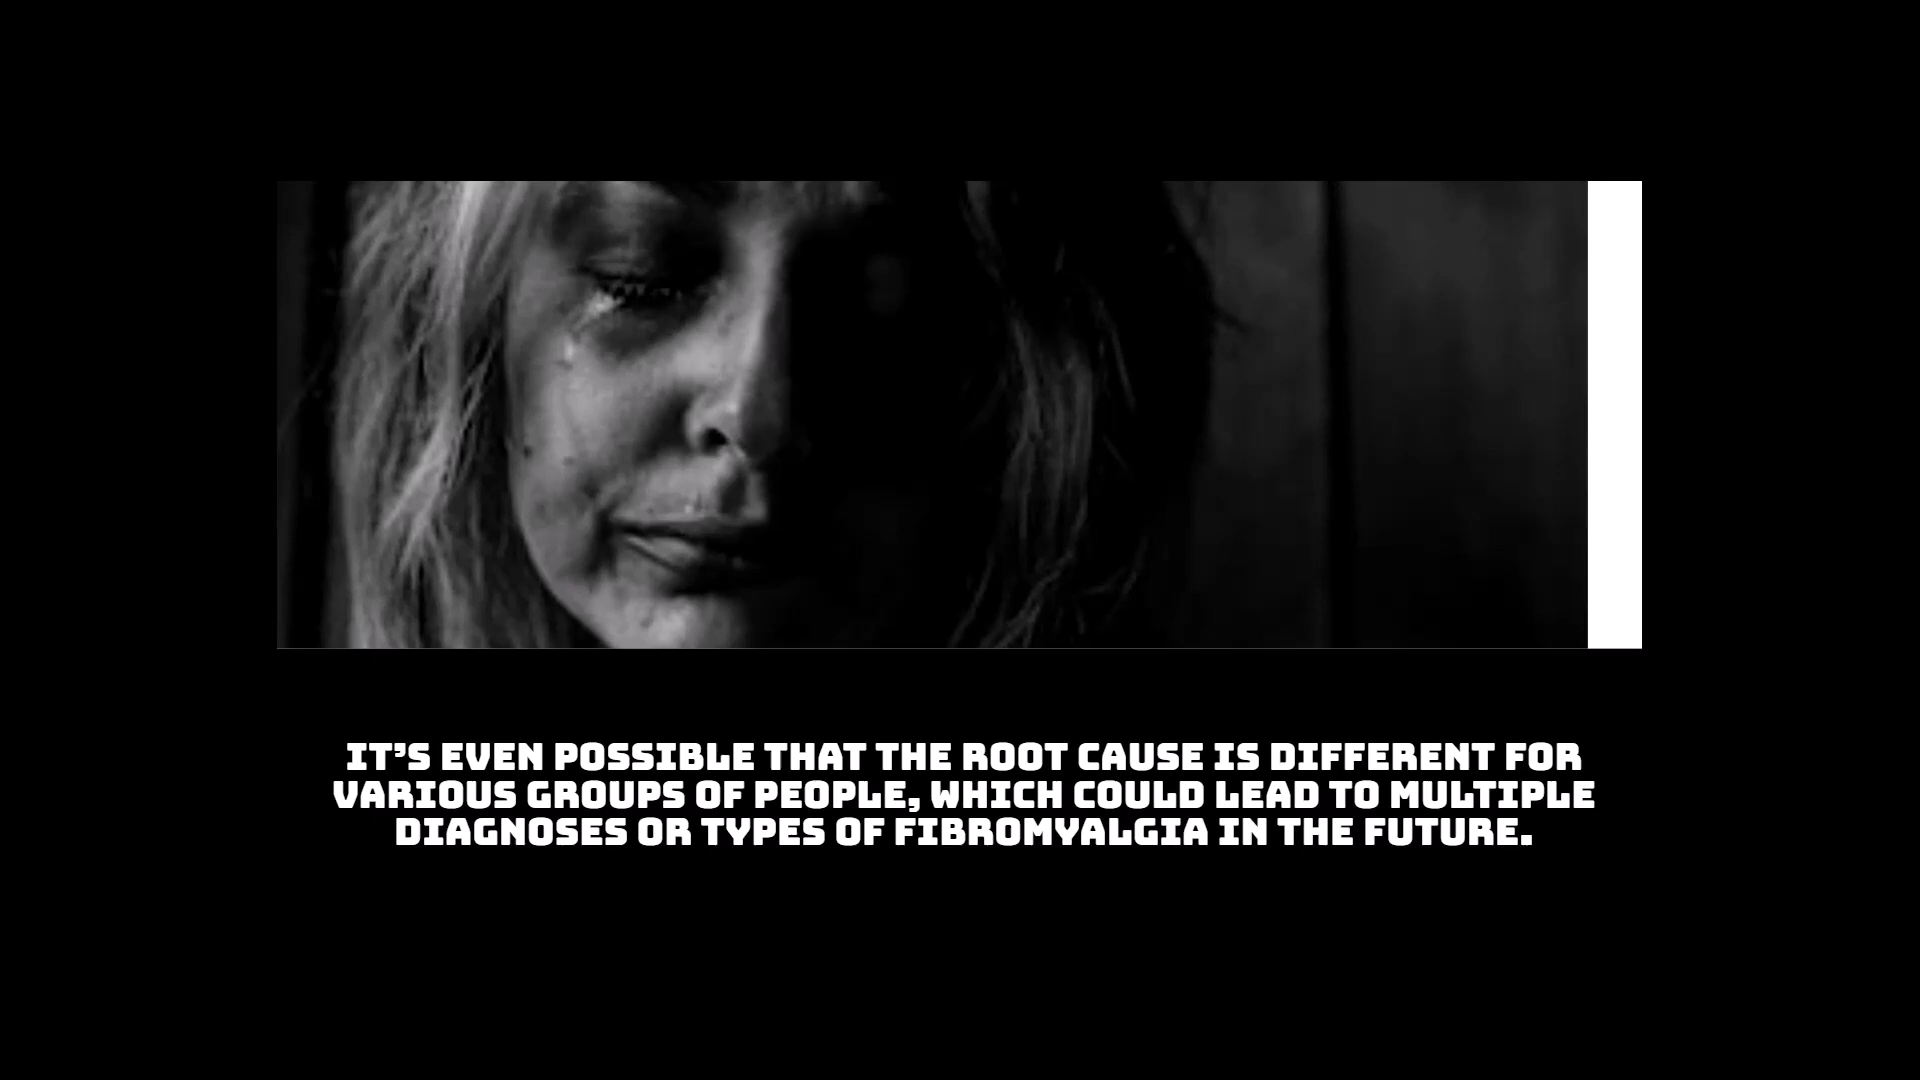 IT'S EVEN POSSIBLE THAT THE ROOT CAUSE IS DIFFERENT FOR
VARIOUS GROUPS OF PEOPLE, WHICH COULD LEAD TO MULTIPLE
DIAGNOSES OR TYPES OF FIBROMYALGIA IN THE FUTURE.